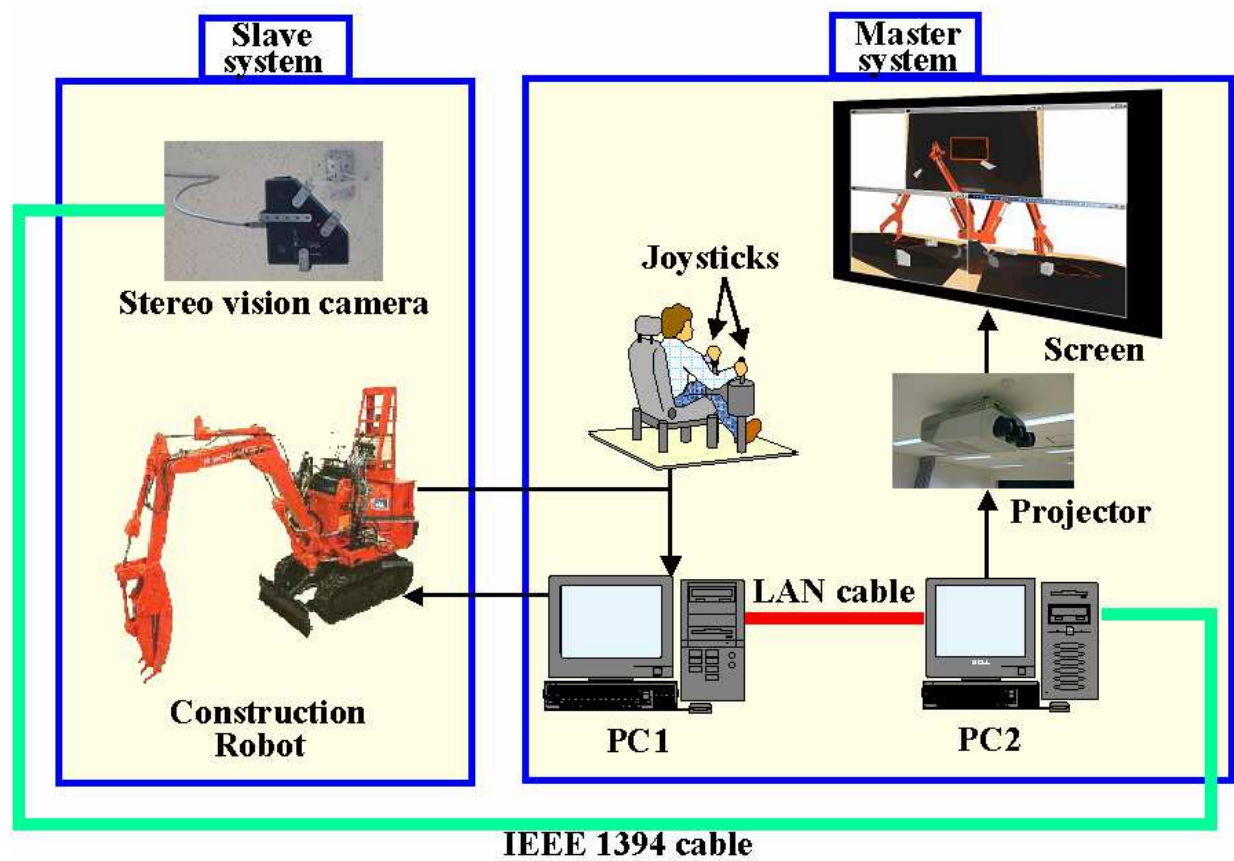 Slave
system
Master
system
Stereo vision camera
Joysticks
Screen
Projector
LAN cable
DELL
Construction
Robot
PC1
PC2
IEEE 1394 cable